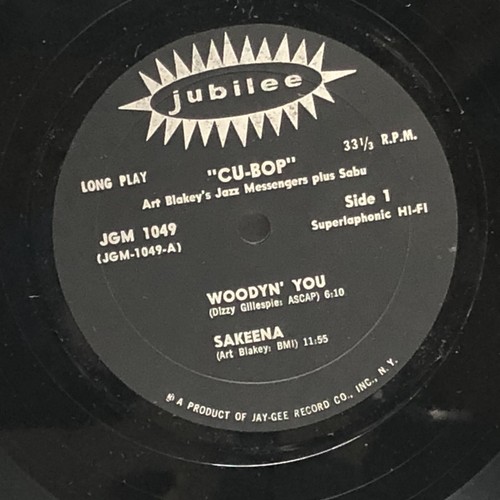 jubilee
33 1/3 R.P.M.
LONG PLAY
"CU-BOP"
Art Blakey's Jazz Messengers plus Sabu
Side 1
JGM 1049
Superlaphonic HI-FI
(JGM-1049-A)
WOODYN' YOU
(Dizzy Gillespie: ASCAP) 6:10
SAKEENA
(Art Blakey: BMI) 11:55
A PRODUCT OF JAY-GEE RECORD CO., INC., N. Y.